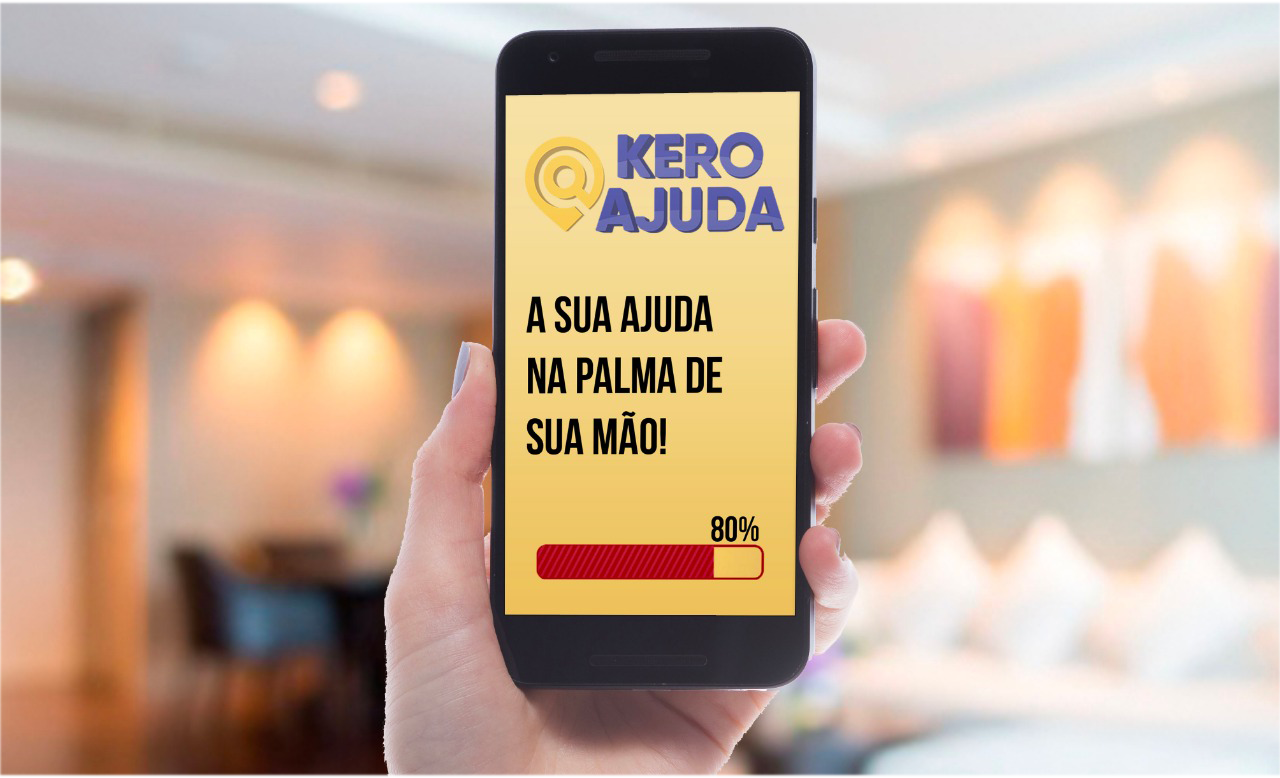 KERO
AJUDA
A SUA AJUDA
NA PALMA DE
SUA MÃO!
80%